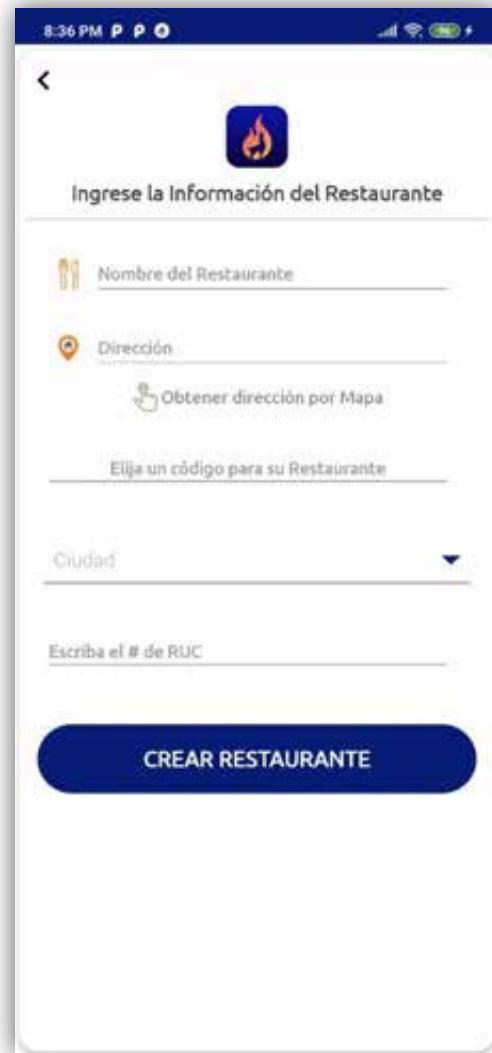 8:36 PM P P
Ingrese la Información del Restaurante
Nombre del Restaurante
Dirección
Obtener dirección por Mapa
Elija un código para su Restaurante
Ciudad
Escriba el # de RUC
CREAR RESTAURANTE